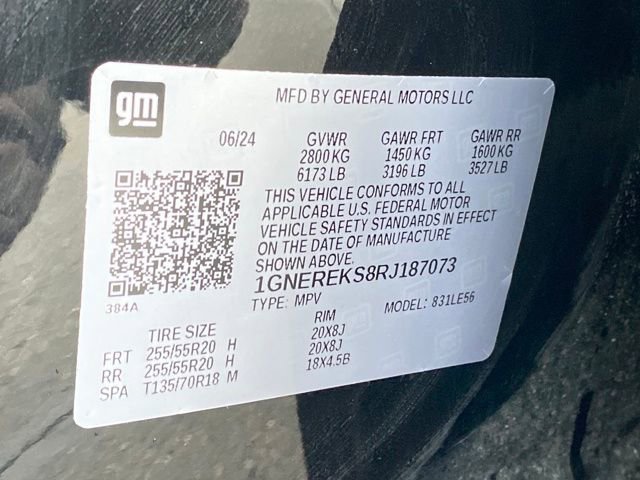 gm
MFD BY GENERAL MOTORS LLC
06/24 GVWR GAWR FRT GAWR RR
2800 KG 1450 KG 1600 KG
6173 LB 3196 LB 3527 LB
THIS VEHICLE CONFORMS TO ALL
APPLICABLE U.S. FEDERAL MOTOR
VEHICLE SAFETY STANDARDS IN EFFECT
ON THE DATE OF MANUFACTURE
SHOWN ABOVE.
1GNEREKS8RJ187073
384A TYPE: MPV MODEL: 831LE56
TIRE SIZE RIM
FRT 255/55R20 H 20X8J
RR 255/55R20 H 20X8J
SPA T135/70R18 M 18X4.5B